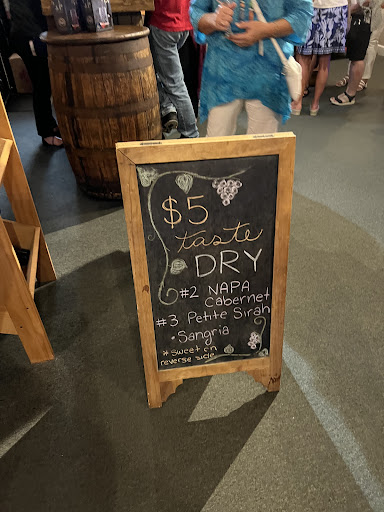 $5
taste
DRY
#2 NAPA
Cabernet
#3 Petite Sirah
• Sangria
* Sweet on
reverse side